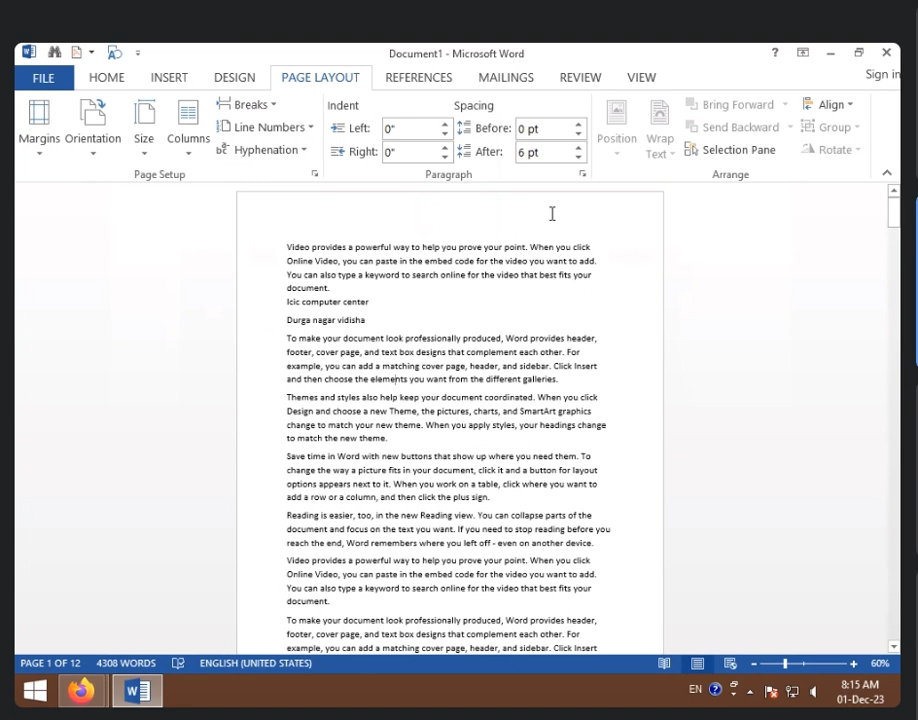 Document1 - Microsoft Word
Sign in
FILE HOME INSERT DESIGN PAGE LAYOUT REFERENCES MAILINGS REVIEW VIEW
Margins
Orientation
Size
Columns
Breaks
Line Numbers
Hyphenation
Page Setup
Indent
Left: 0"
Right: 0"
Spacing
Before: 0 pt
After: 6 pt
Paragraph
Position
Wrap
Text
Bring Forward
Send Backward
Selection Pane
Align
Group
Rotate
Arrange
Video provides a powerful way to help you prove your point. When you click
Online Video, you can paste in the embed code for the video you want to add.
You can also type a keyword to search online for the video that best fits your
document.
Icic computer center
Durga nagar vidisha
To make your document look professionally produced, Word provides header,
footer, cover page, and text box designs that complement each other. For
example, you can add a matching cover page, header, and sidebar. Click Insert
and then choose the elements you want from the different galleries.
Themes and styles also help keep your document coordinated. When you click
Design and choose a new Theme, the pictures, charts, and SmartArt graphics
change to match your new theme. When you apply styles, your headings change
to match the new theme.
Save time in Word with new buttons that show up where you need them. To
change the way a picture fits in your document, click it and a button for layout
options appears next to it. When you work on a table, click where you want to
add a row or a column, and then click the plus sign.
Reading is easier, too, in the new Reading view. You can collapse parts of the
document and focus on the text you want. If you need to stop reading before you
reach the end, Word remembers where you left off - even on another device.
Video provides a powerful way to help you prove your point. When you click
Online Video, you can paste in the embed code for the video you want to add.
You can also type a keyword to search online for the video that best fits your
document.
To make your document look professionally produced, Word provides header,
footer, cover page, and text box designs that complement each other. For
example, you can add a matching cover page, header, and sidebar. Click Insert
PAGE 1 OF 12 4308 WORDS ENGLISH (UNITED STATES) 60%
EN
8:15 AM
01-Dec-23